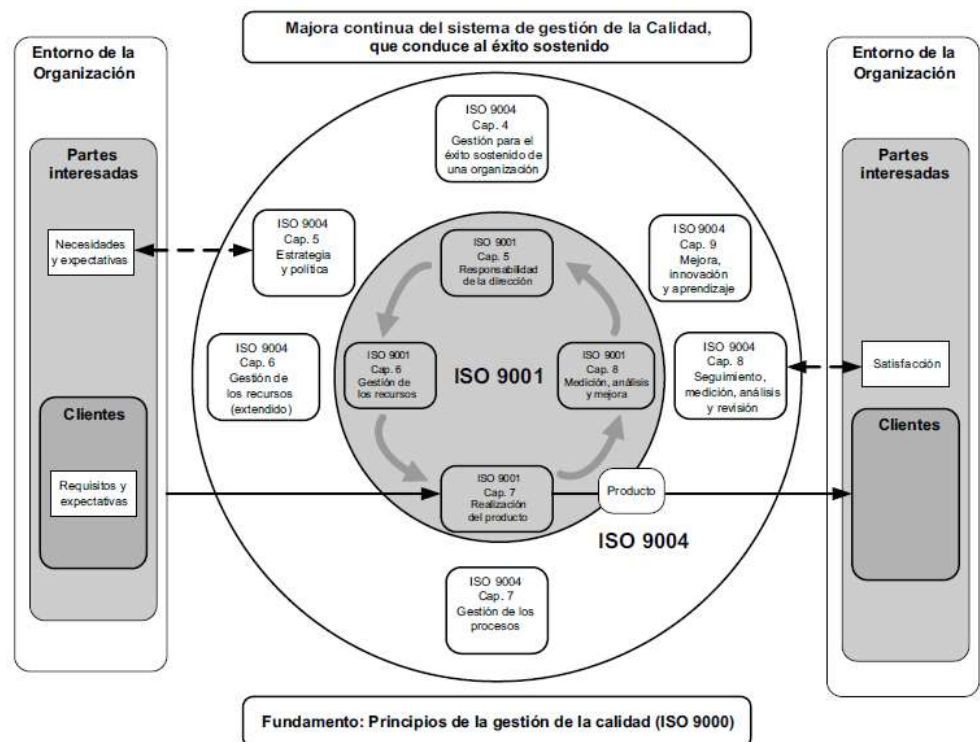 Majora continua del sistema de gestión de la Calidad,
que conduce al éxito sostenido
Entorno de la
Organización
Partes
interesadas
Necesidades
y expectativas
Clientes
Requisitos y
expectativas
ISO 9004
Cap. 4
Gestión para el
éxito sostenido de
una organización
ISO 9004
Cap. 5
Estrategia
y política
ISO 9004
Cap. 9
Mejora,
innovación
y aprendizaje
ISO 9001
Cap. 5
Responsabilidad
de la dirección
ISO 9004
Cap. 6
Gestión de
los recursos
(extendido)
ISO 9001
Cap. 6
Gestión de
los recursos
ISO 9001
ISO 9001
Cap. 8
Medición, análisis
y mejora
ISO 9004
Cap. 8
Seguimiento,
medición, análisis
y revisión
ISO 9001
Cap. 7
Realización
del producto
Producto
ISO 9004
ISO 9004
Cap. 7
Gestión de los
procesos
Entorno de la
Organización
Partes
interesadas
Satisfacción
Clientes
Fundamento: Principios de la gestión de la calidad (ISO 9000)